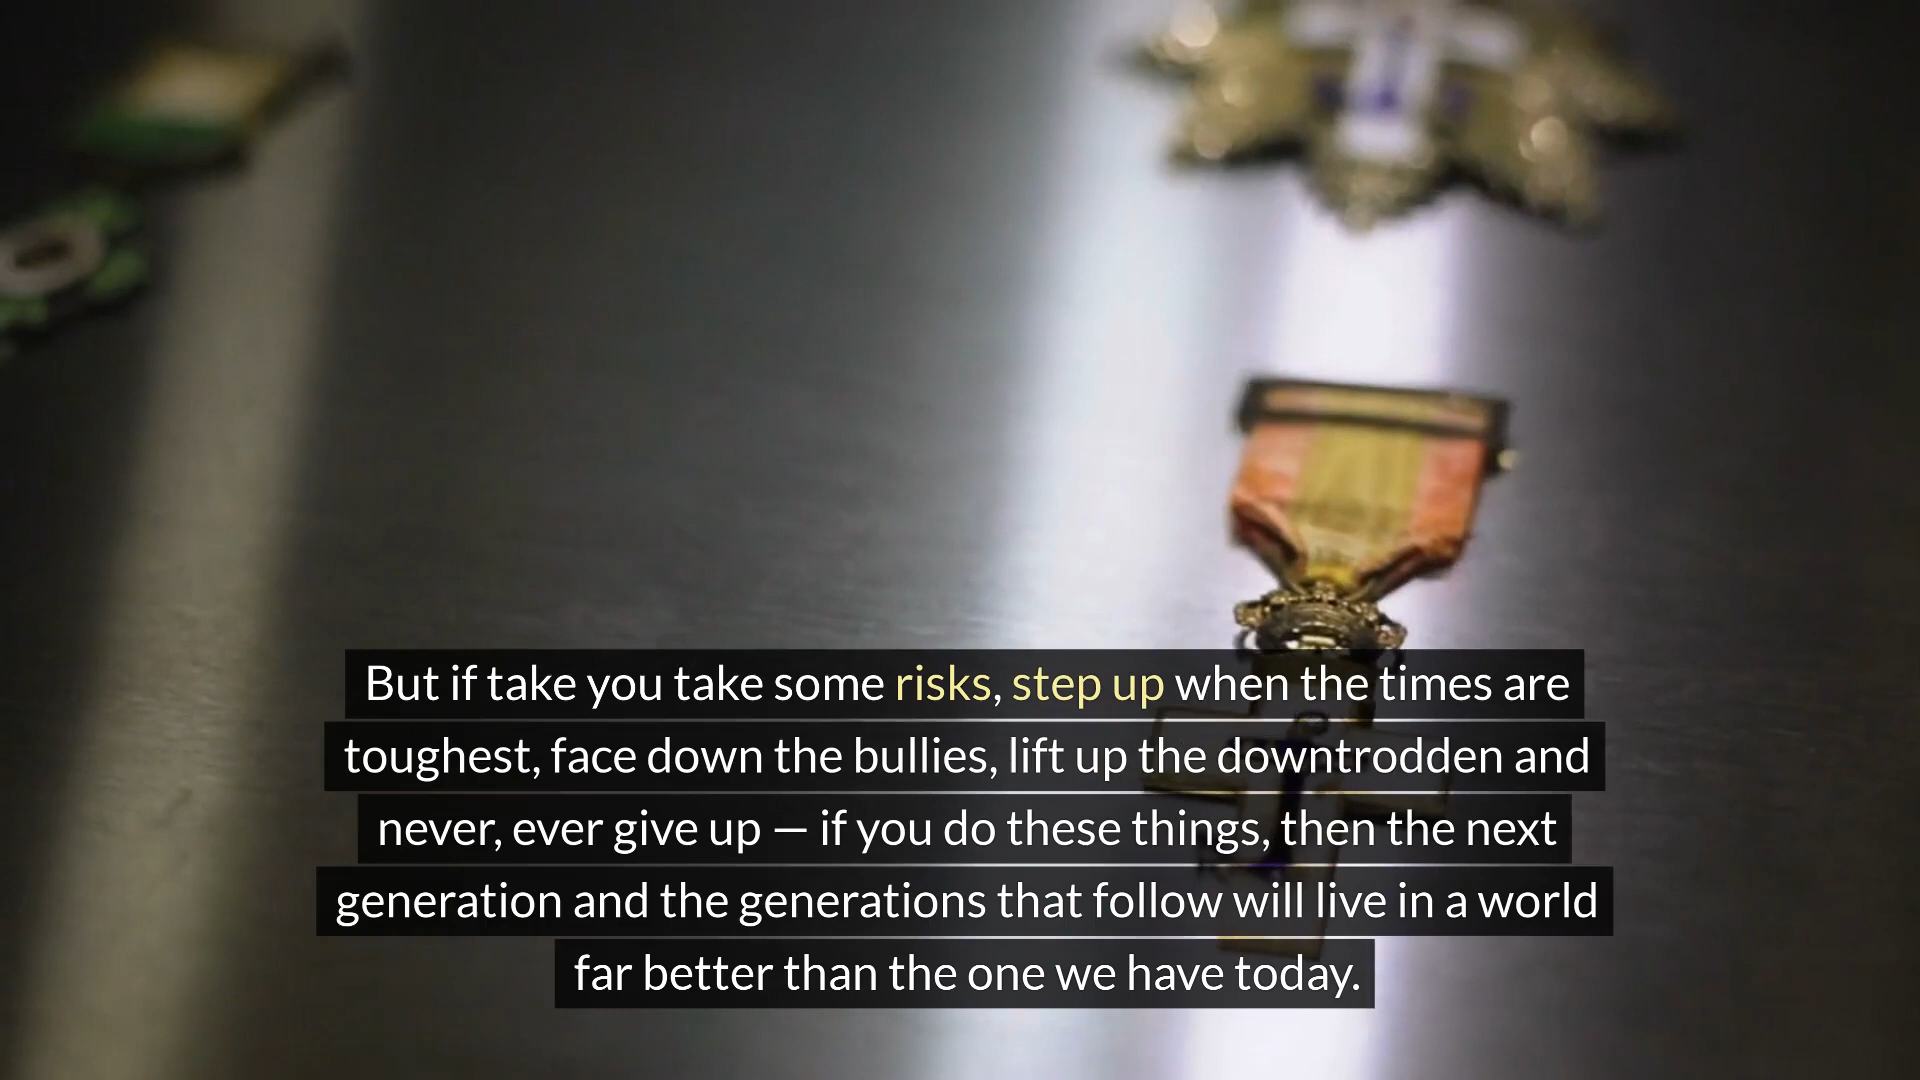 But if take you take some risks, step up when the times are
toughest, face down the bullies, lift up the downtrodden and
never, ever give up — if you do these things, then the next
generation and the generations that follow will live in a world
far better than the one we have today.